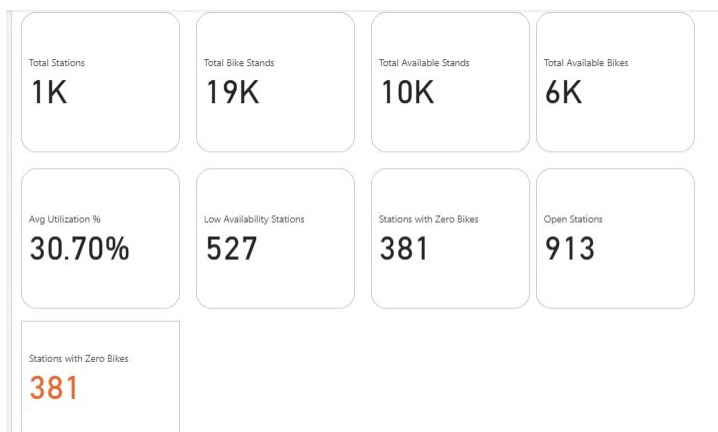 Total Stations
1K
Total Bike Stands
19K
Total Available Stands
10K
Total Available Bikes
6K
Avg Utilization %
30.70%
Low Availability Stations
527
Stations with Zero Bikes
381
Open Stations
913
Stations with Zero Bikes
381